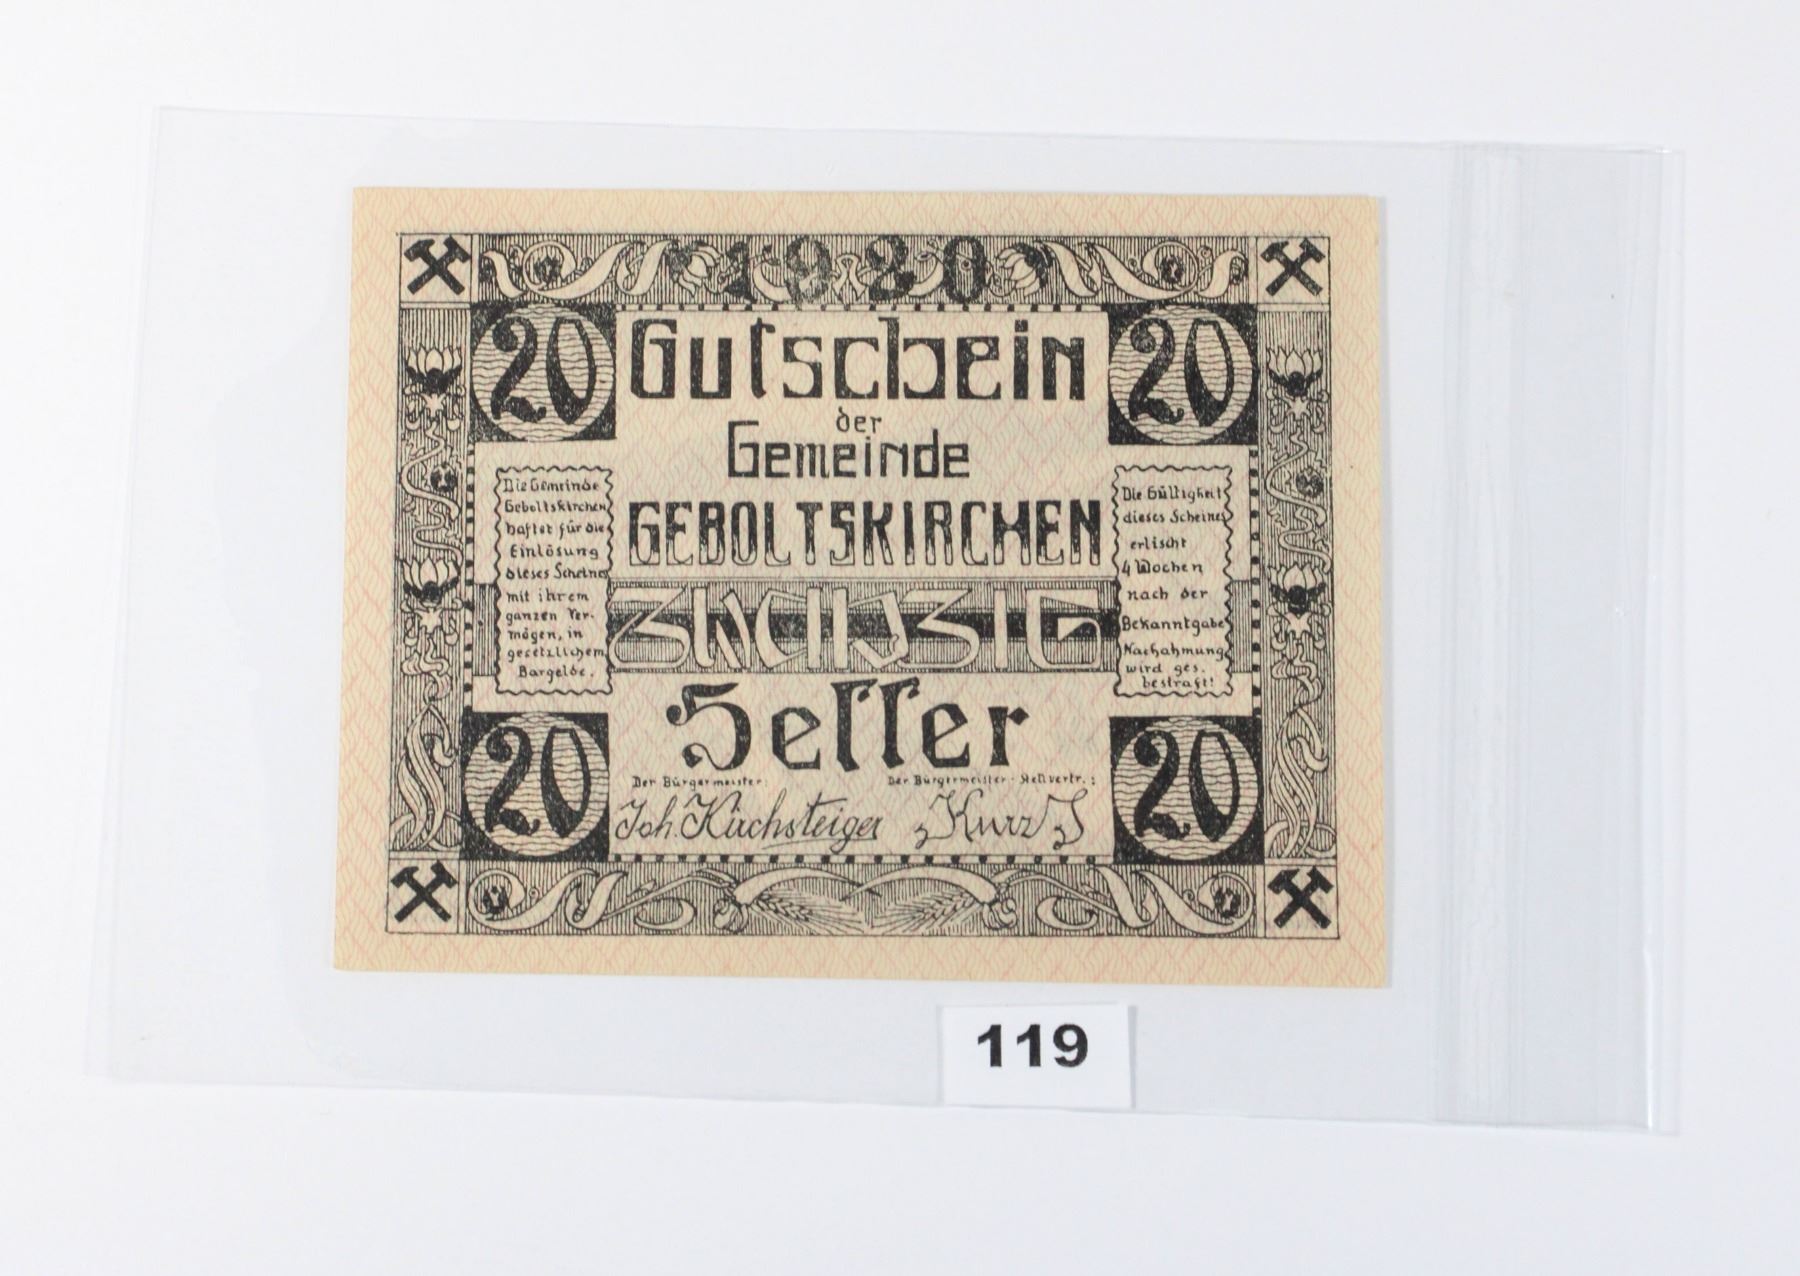 1920
20
20
Gutschein
der
Gemeinde
GEBOLTSKIRCHEN
ZWANZIG
Heller
Die Gemeinde
Geboltskirchen
haftet für die
Einlösung
dieses Scheines
mit ihrem
ganzen Ver-
mögen, in
gesetzlichem
Bargelde.
Die Gültigkeit
dieses Scheines
erlischt
4 Wochen
nach der
Bekanntgabe
Nachahmung
wird ges.
bestraft!
Der Bürgermeister:
Joh. Kirchsteiger
Der Bürgermeister-Stellvertr.:
Kurz J
20
20
119